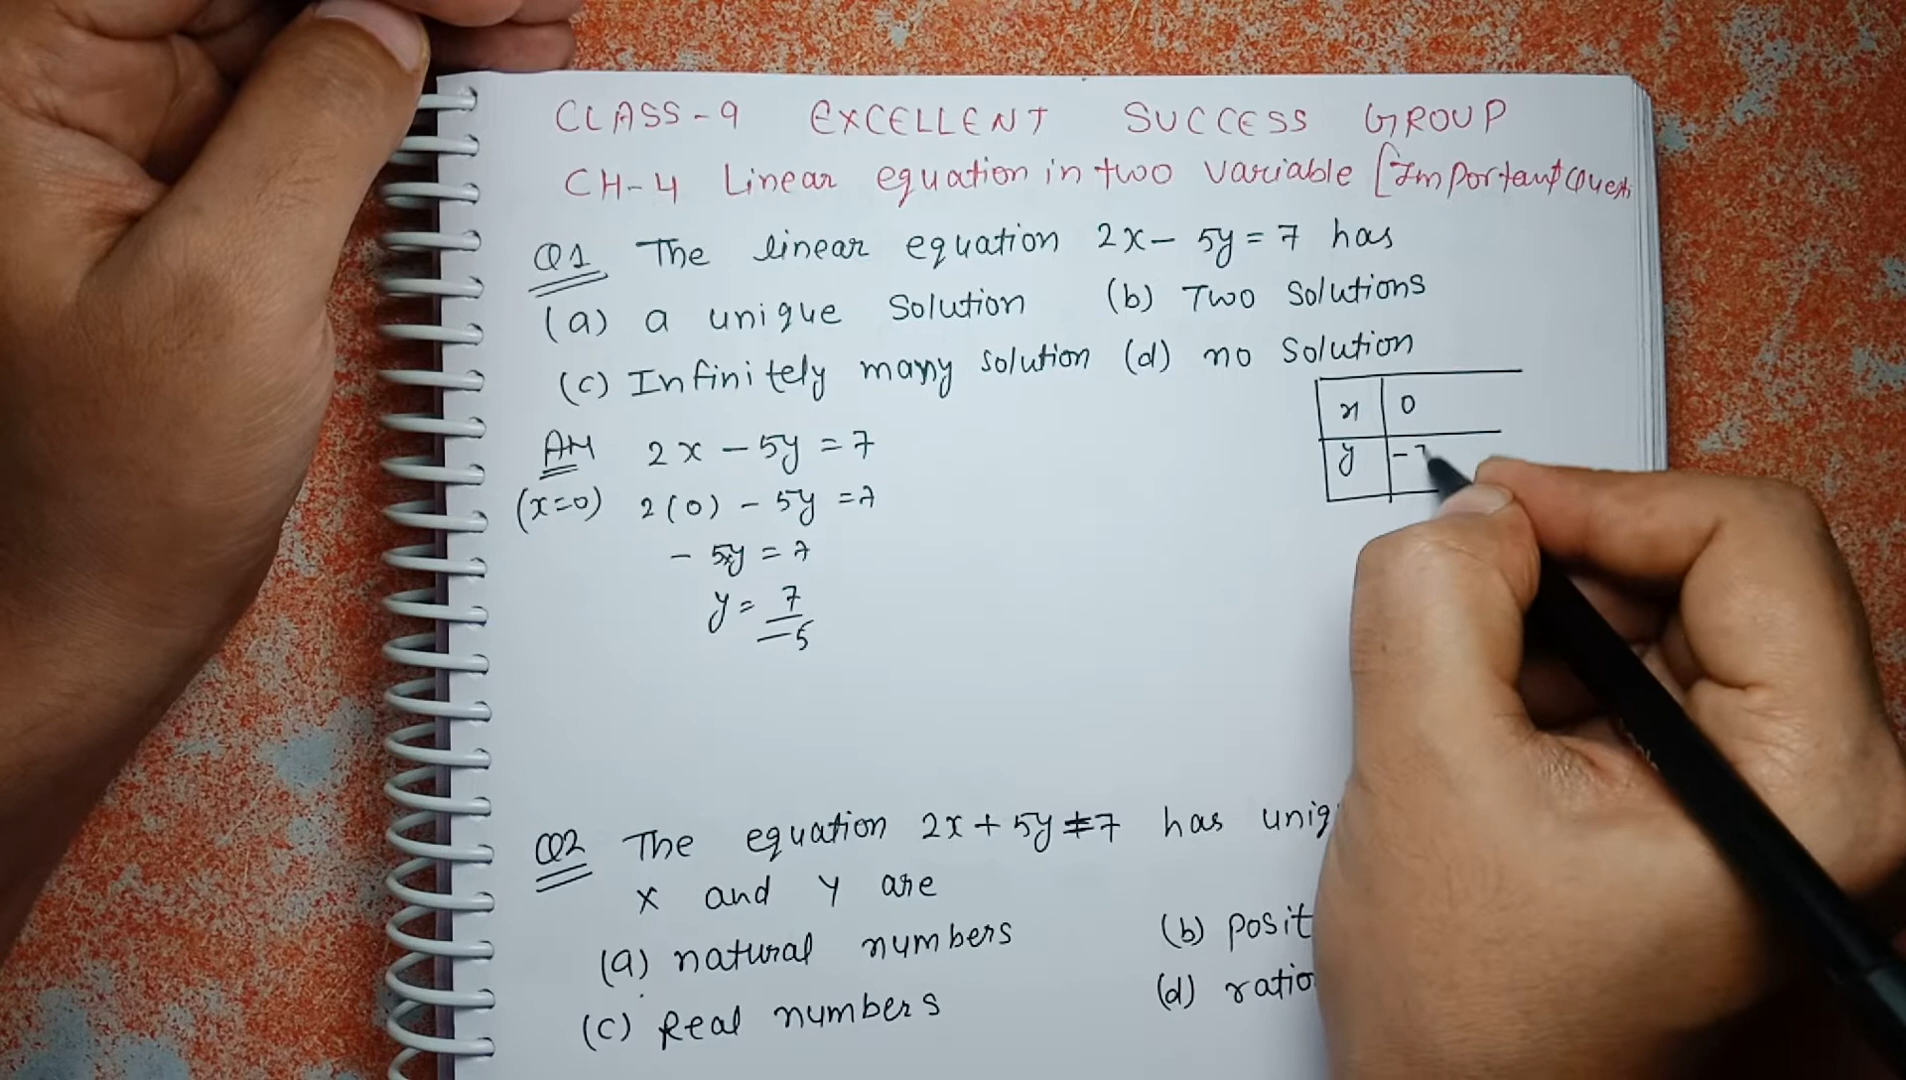 CLASS-9 EXCELLENT SUCCESS GROUP
CH-4 Linear equation in two variable [Important Quest
Q1 The linear equation 2x - 5y = 7 has
(a) a unique Solution (b) Two Solutions
(c) Infinitely many solution (d) no Solution
x 0
Ans 2x - 5y = 7
y -7
(x=0) 2(0) - 5y = 7
- 5y = 7
y = 7/-5
Q2 The equation 2x + 5y = 7 has uniq
x and y are
(a) natural numbers (b) posit
(c) Real numbers (d) ratio